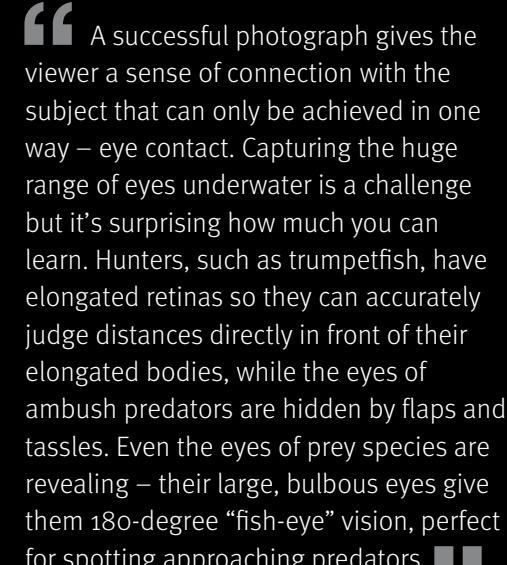 “ A successful photograph gives the
viewer a sense of connection with the
subject that can only be achieved in one
way – eye contact. Capturing the huge
range of eyes underwater is a challenge
but it’s surprising how much you can
learn. Hunters, such as trumpetfish, have
elongated retinas so they can accurately
judge distances directly in front of their
elongated bodies, while the eyes of
ambush predators are hidden by flaps and
tassles. Even the eyes of prey species are
revealing – their large, bulbous eyes give
them 180-degree “fish-eye” vision, perfect
for spotting approaching predators. ”